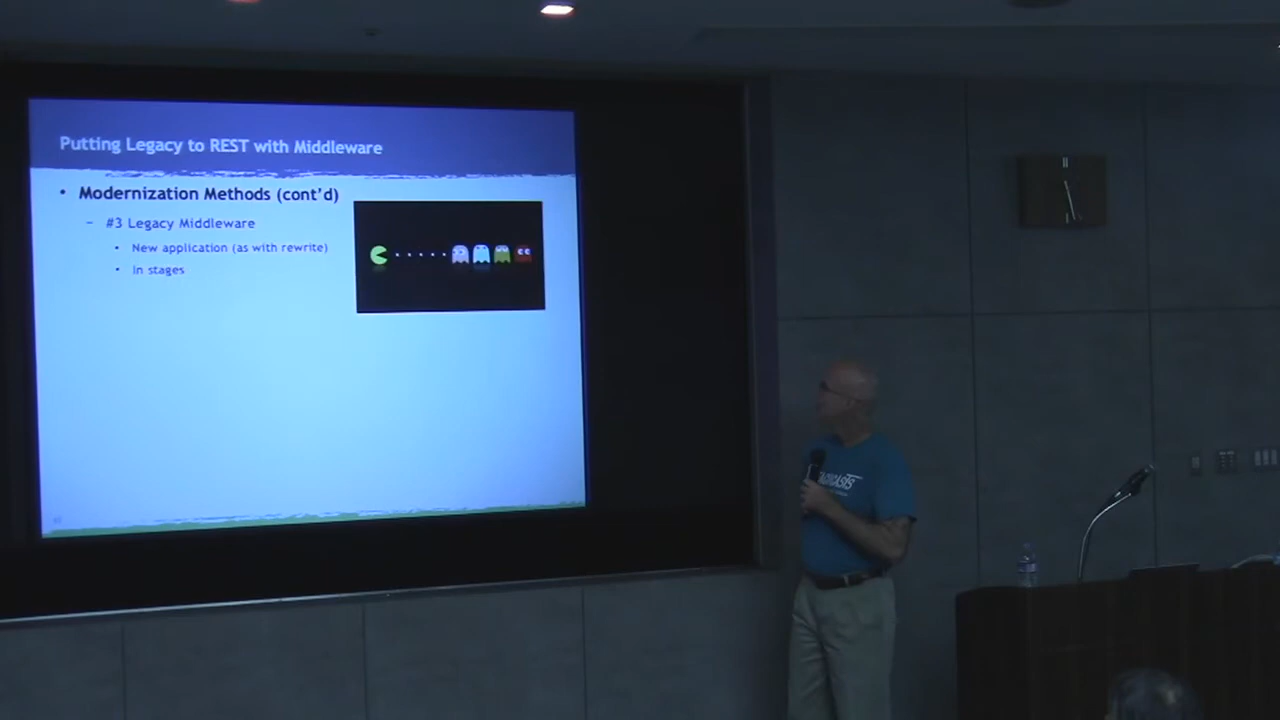 Putting Legacy to REST with Middleware
• Modernization Methods (cont'd)
– #3 Legacy Middleware
• New application (as with rewrite)
• In stages